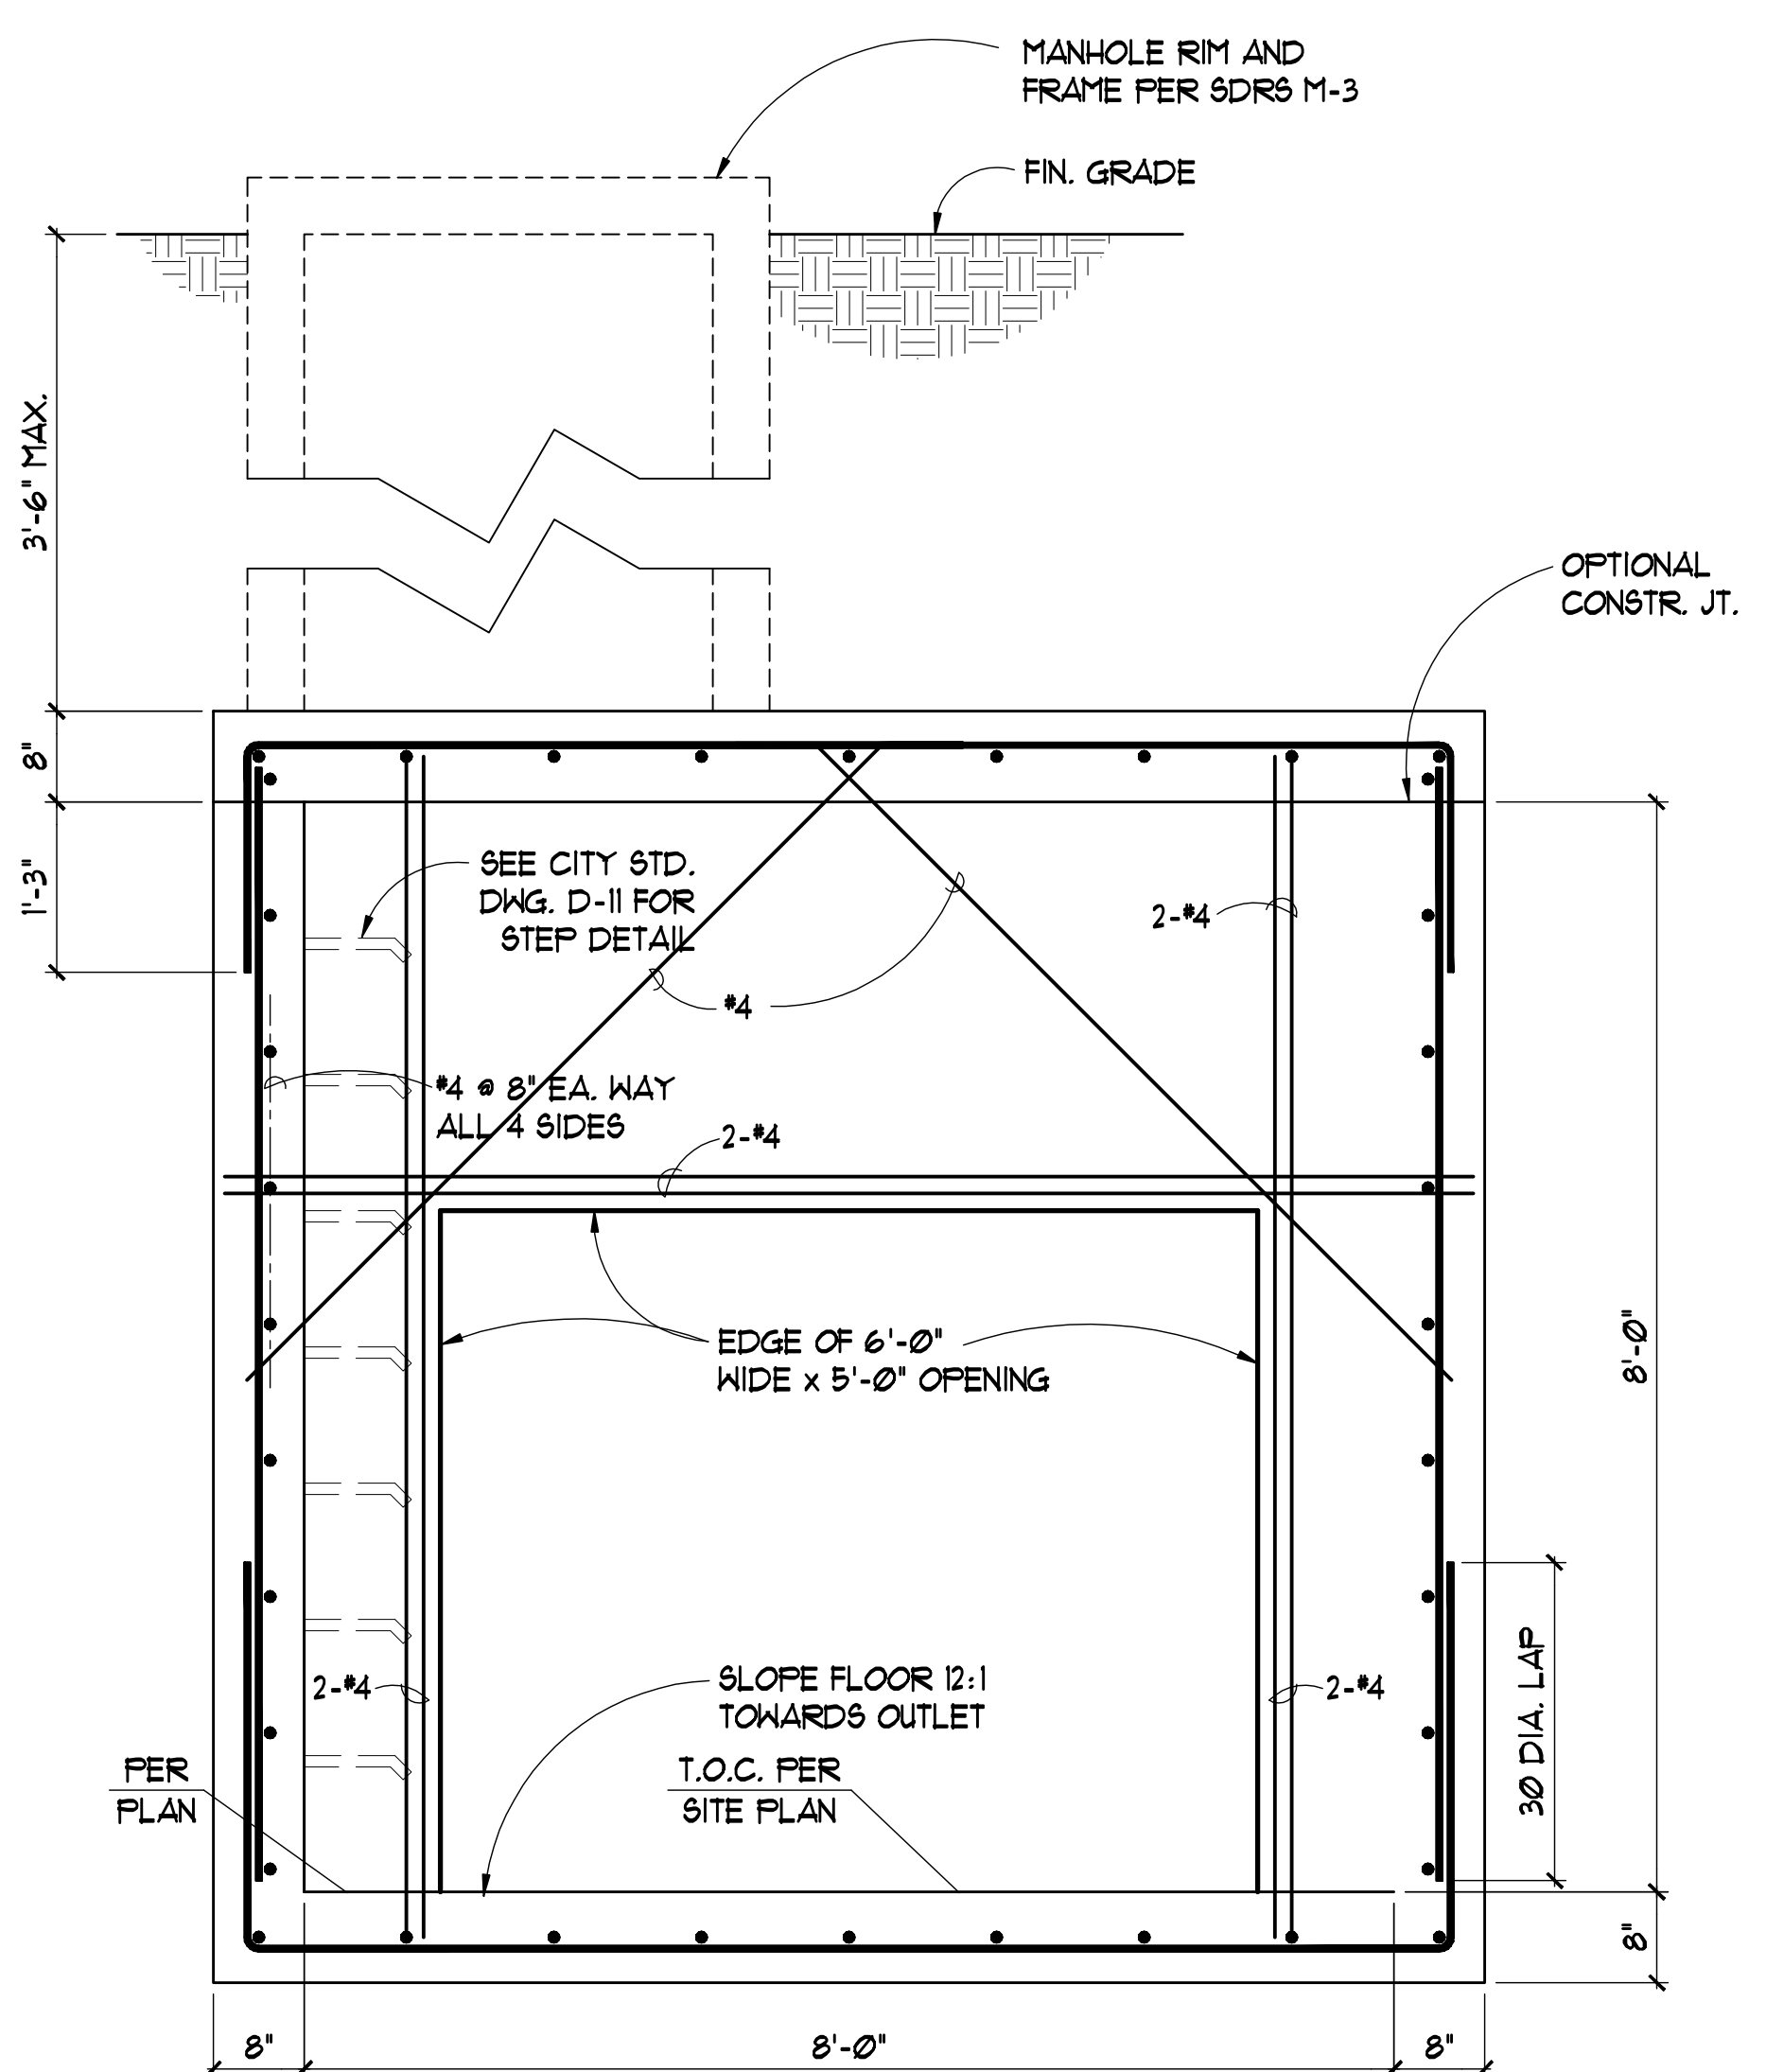 MANHOLE RIM AND
FRAME PER SDRS M-3
FIN. GRADE
3'-6" MAX.
OPTIONAL
CONSTR. JT.
8"
1'-3"
SEE CITY STD.
DWG. D-11 FOR
STEP DETAIL
2-#4
#4
#4 @ 8" EA. WAY
ALL 4 SIDES
2-#4
EDGE OF 6'-0"
WIDE x 5'-0" OPENING
8'-0"
SLOPE FLOOR 12:1
TOWARDS OUTLET
2-#4
2-#4
30 DIA. LAP
PER
PLAN
T.O.C. PER
SITE PLAN
8"
8"
8'-0"
8"